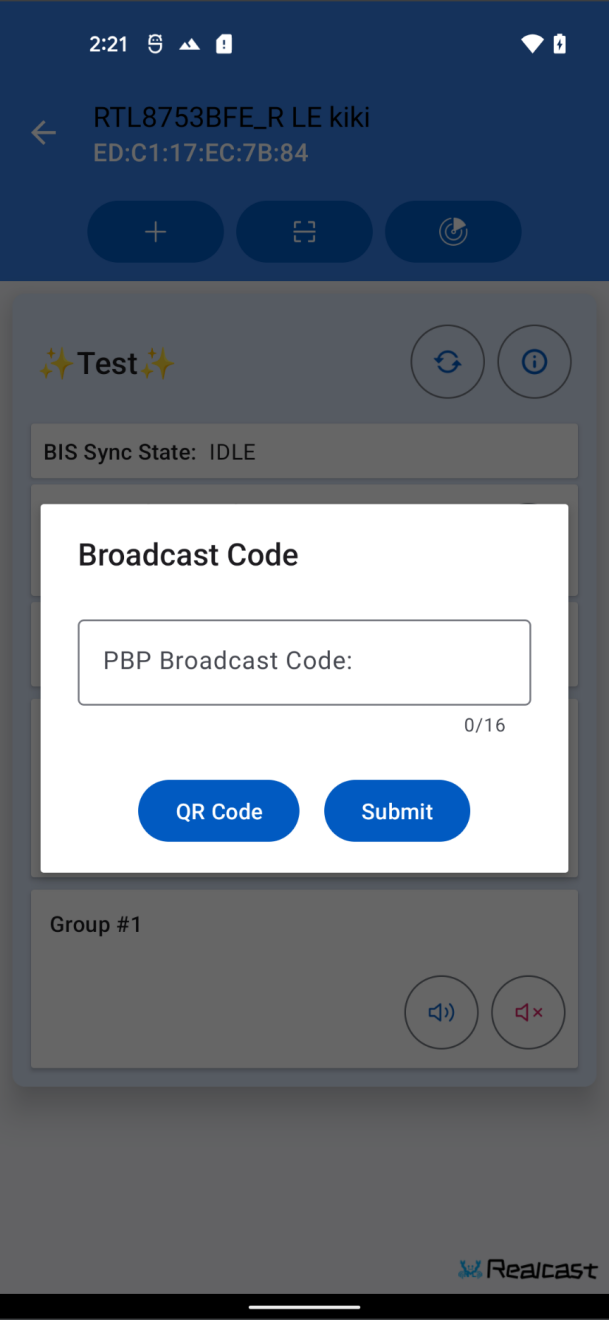 2:21
RTL8753BFE_R LE kiki
ED:C1:17:EC:7B:84
✨Test✨
BIS Sync State: IDLE
Broadcast Code
PBP Broadcast Code:
0/16
QR Code
Submit
Group #1
Realcast